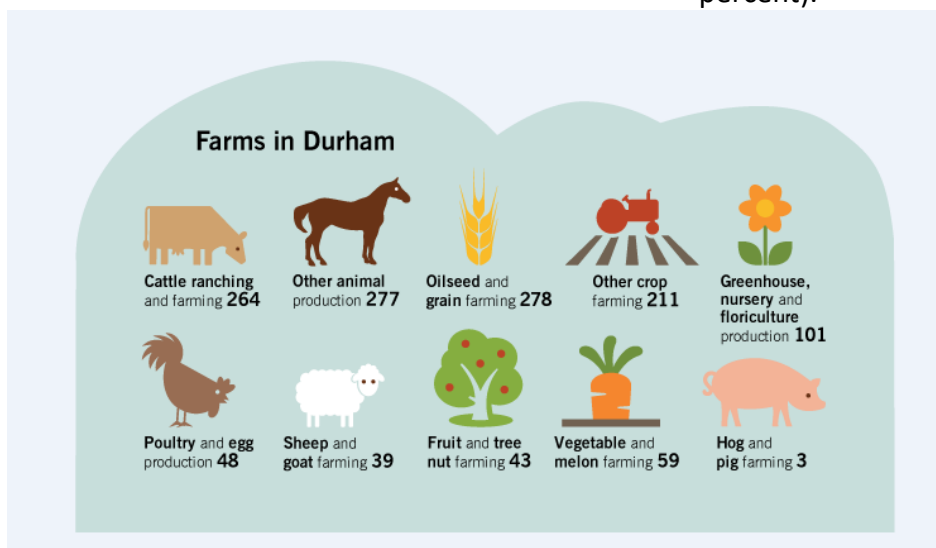 percent).
Farms in Durham
Cattle ranching
and farming 264
Other animal
production 277
Oilseed and
grain farming 278
Other crop
farming 211
Greenhouse,
nursery and
floriculture
production 101
Poultry and egg
production 48
Sheep and
goat farming 39
Fruit and tree
nut farming 43
Vegetable and
melon farming 59
Hog and
pig farming 3